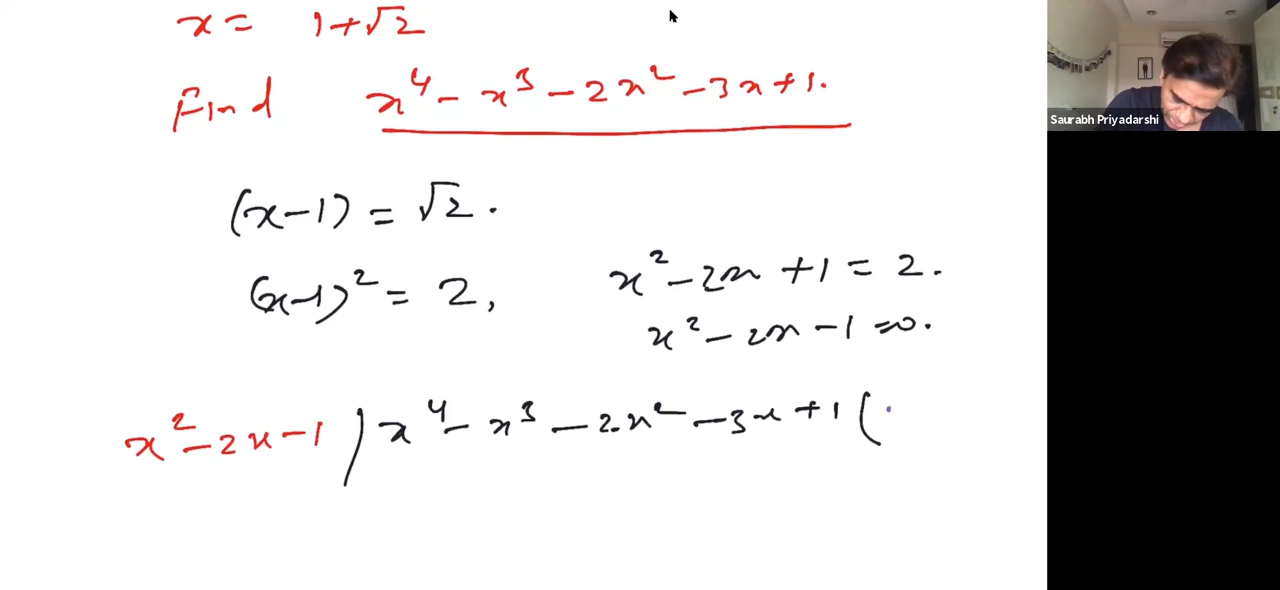 x = 1+√2
Find x⁴ - x³ - 2x² - 3x + 1.
(x-1) = √2.
(x-1)² = 2, x² - 2x + 1 = 2.
x² - 2x - 1 = 0.
x² - 2x - 1 ) x⁴ - x³ - 2x² - 3x + 1 (
Saurabh Priyadarshi